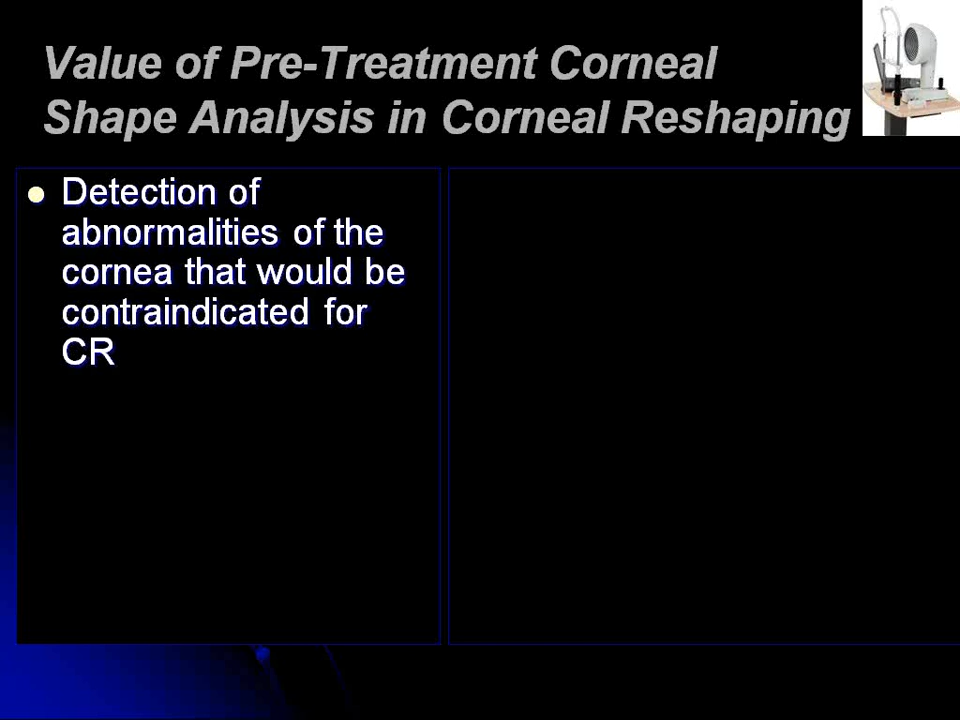 Value of Pre-Treatment Corneal
Shape Analysis in Corneal Reshaping
Detection of
abnormalities of the
cornea that would be
contraindicated for
CR